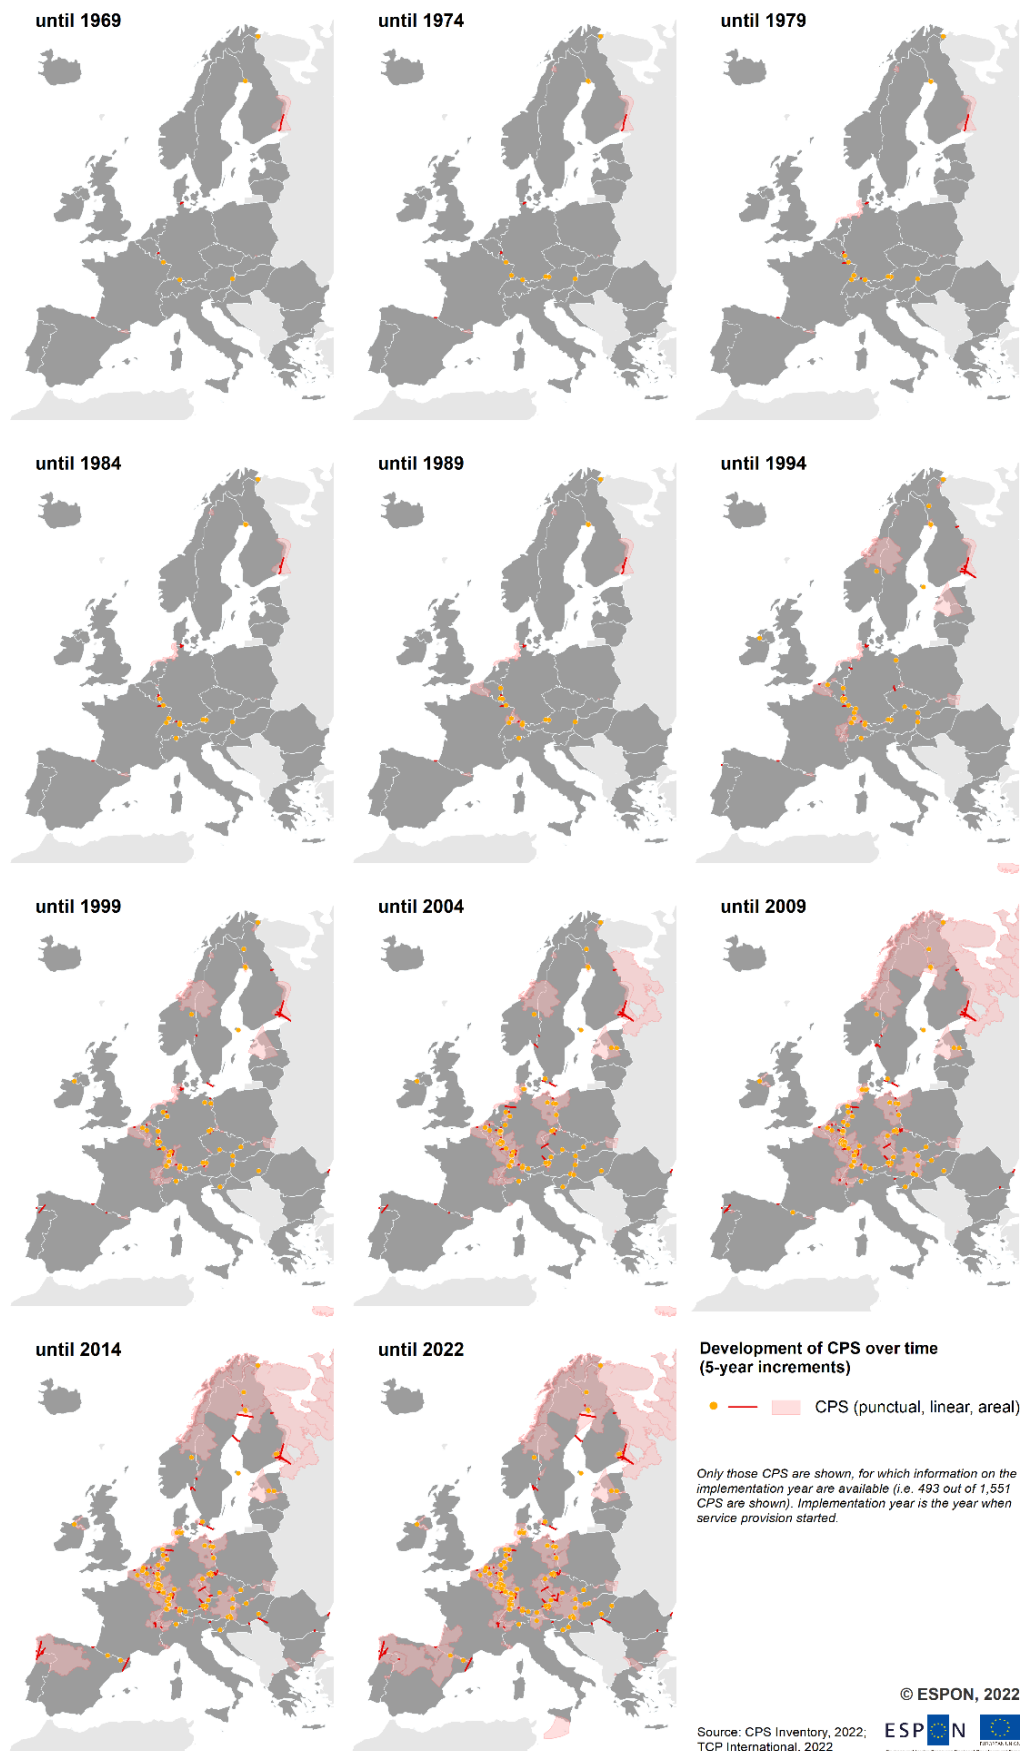 until 1969
until 1974
until 1979
until 1984
until 1989
until 1994
until 1999
until 2004
until 2009
until 2014
until 2022
Development of CPS over time
(5-year increments)
CPS (punctual, linear, areal)
Only those CPS are shown, for which information on the
implementation year are available (i.e. 493 out of 1,551
CPS are shown). Implementation year is the year when
service provision started.
© ESPON, 2022
Source: CPS Inventory, 2022;
TCP International, 2022
ESPON